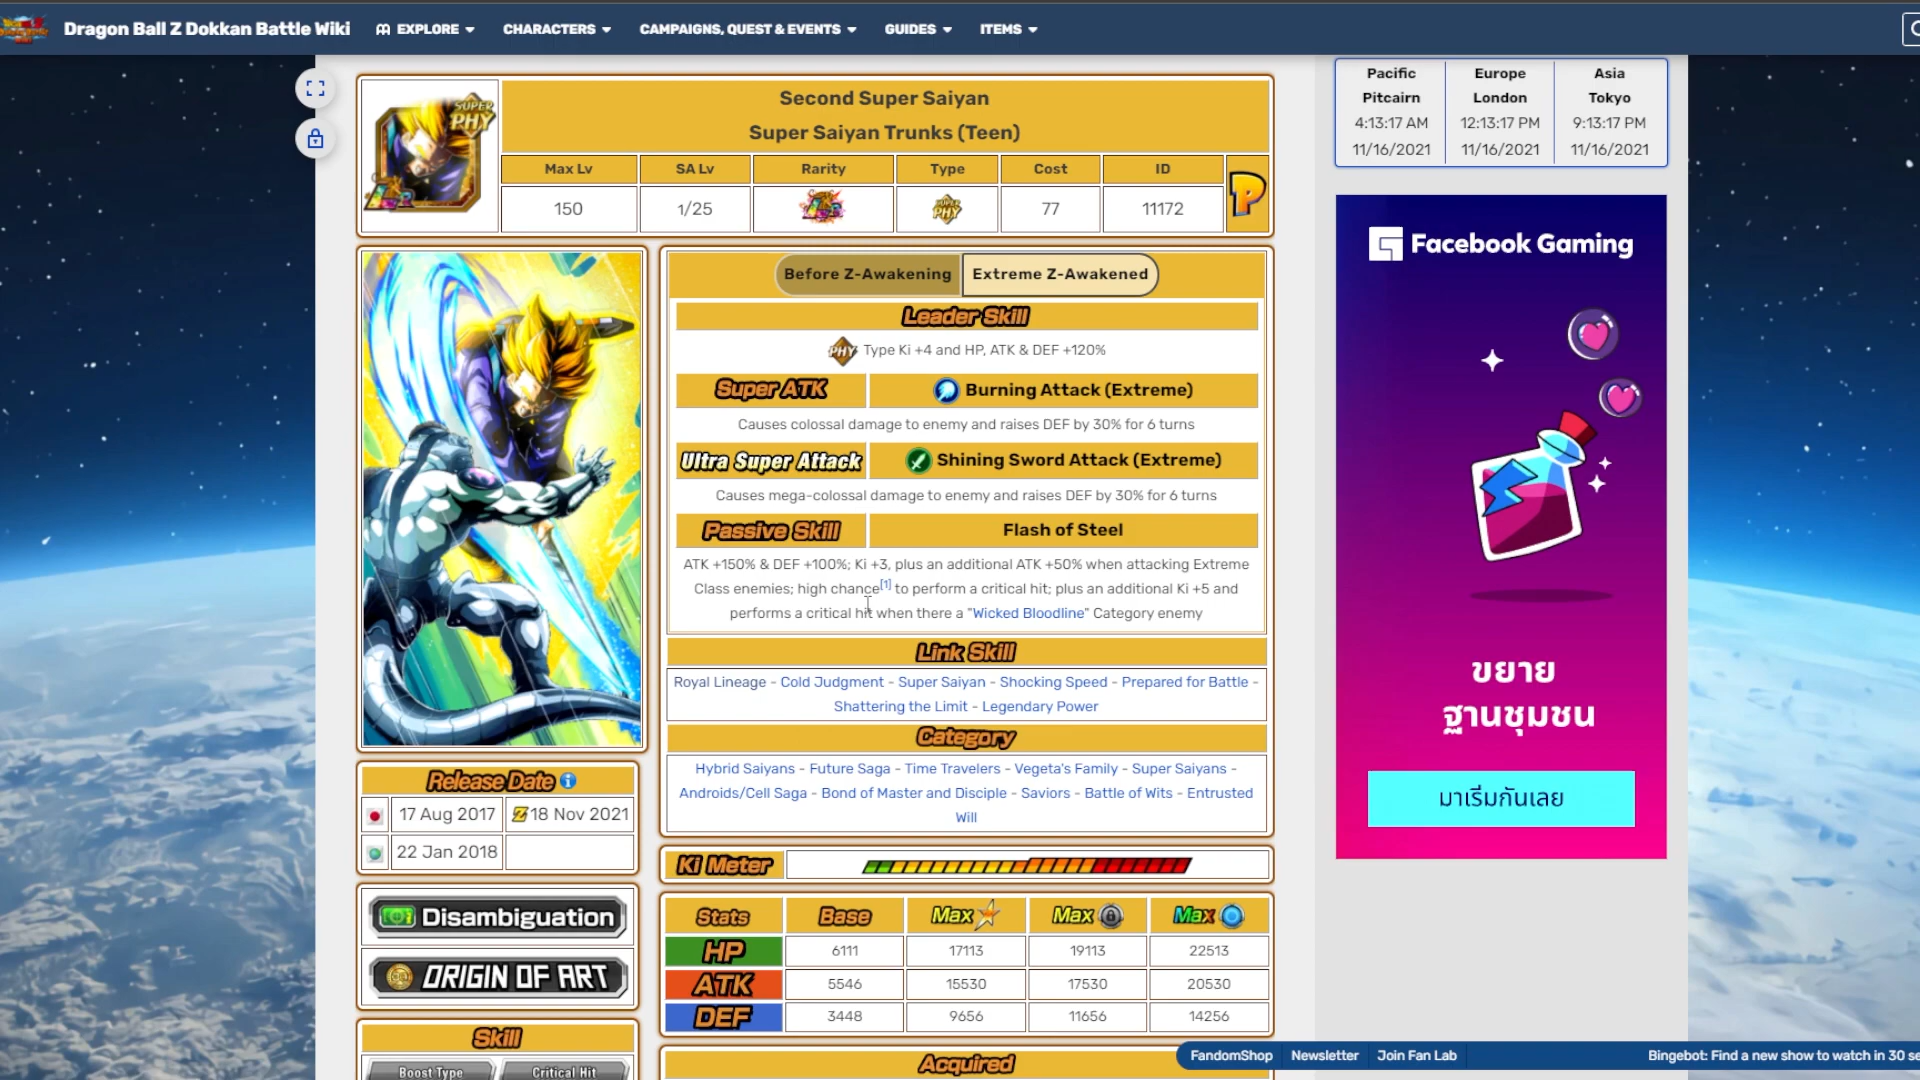 Dragon Ball Z Dokkan Battle Wiki
EXPLORE
CHARACTERS
CAMPAIGNS, QUEST & EVENTS
GUIDES
ITEMS
SUPER PHY
Second Super Saiyan
Super Saiyan Trunks (Teen)
Max Lv
SA Lv
Rarity
Type
Cost
ID
150
1/25
SUPER PHY
77
11172
P
Before Z-Awakening
Extreme Z-Awakened
Leader Skill
PHY Type Ki +4 and HP, ATK & DEF +120%
Super ATK
Burning Attack (Extreme)
Causes colossal damage to enemy and raises DEF by 30% for 6 turns
Ultra Super Attack
Shining Sword Attack (Extreme)
Causes mega-colossal damage to enemy and raises DEF by 30% for 6 turns
Passive Skill
Flash of Steel
ATK +150% & DEF +100%; Ki +3, plus an additional ATK +50% when attacking Extreme
Class enemies; high chance[1] to perform a critical hit; plus an additional Ki +5 and
performs a critical hit when there a "Wicked Bloodline" Category enemy
Link Skill
Royal Lineage - Cold Judgment - Super Saiyan - Shocking Speed - Prepared for Battle -
Shattering the Limit - Legendary Power
Category
Hybrid Saiyans - Future Saga - Time Travelers - Vegeta's Family - Super Saiyans -
Androids/Cell Saga - Bond of Master and Disciple - Saviors - Battle of Wits - Entrusted
Will
Ki Meter
Stats
Base
Max
Max
Max
HP
6111
17113
19113
22513
ATK
5546
15530
17530
20530
DEF
3448
9656
11656
14256
Acquired
Release Date
17 Aug 2017
Z 18 Nov 2021
22 Jan 2018
Disambiguation
ORIGIN OF ART
Skill
Boost Type
Critical Hit
Pacific
Pitcairn
4:13:17 AM
11/16/2021
Europe
London
12:13:17 PM
11/16/2021
Asia
Tokyo
9:13:17 PM
11/16/2021
Facebook Gaming
ขยาย
ฐานชุมชน
มาเริ่มกันเลย
FandomShop
Newsletter
Join Fan Lab
Bingebot: Find a new show to watch in 30 se